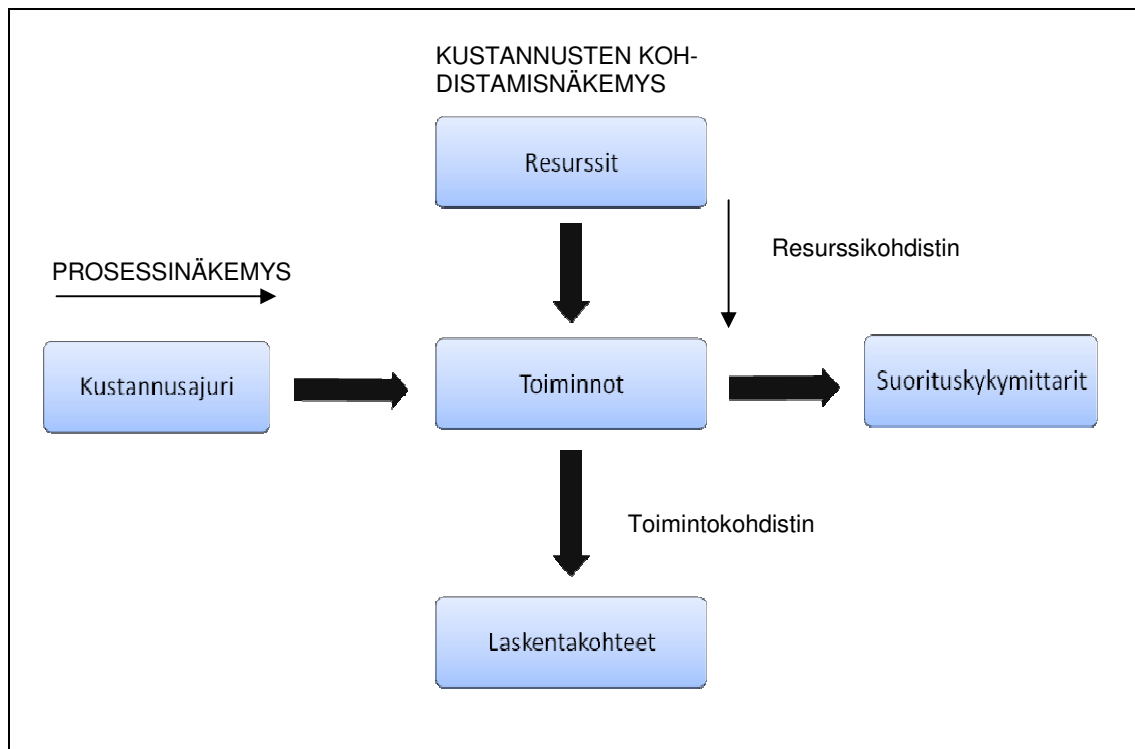 KUSTANNUSTEN KOH-
DISTAMISNÄKEMYS
Resurssit
Resurssikohdistin
PROSESSINÄKEMYS
Kustannusajuri
Toiminnot
Suorituskykymittarit
Toimintokohdistin
Laskentakohteet